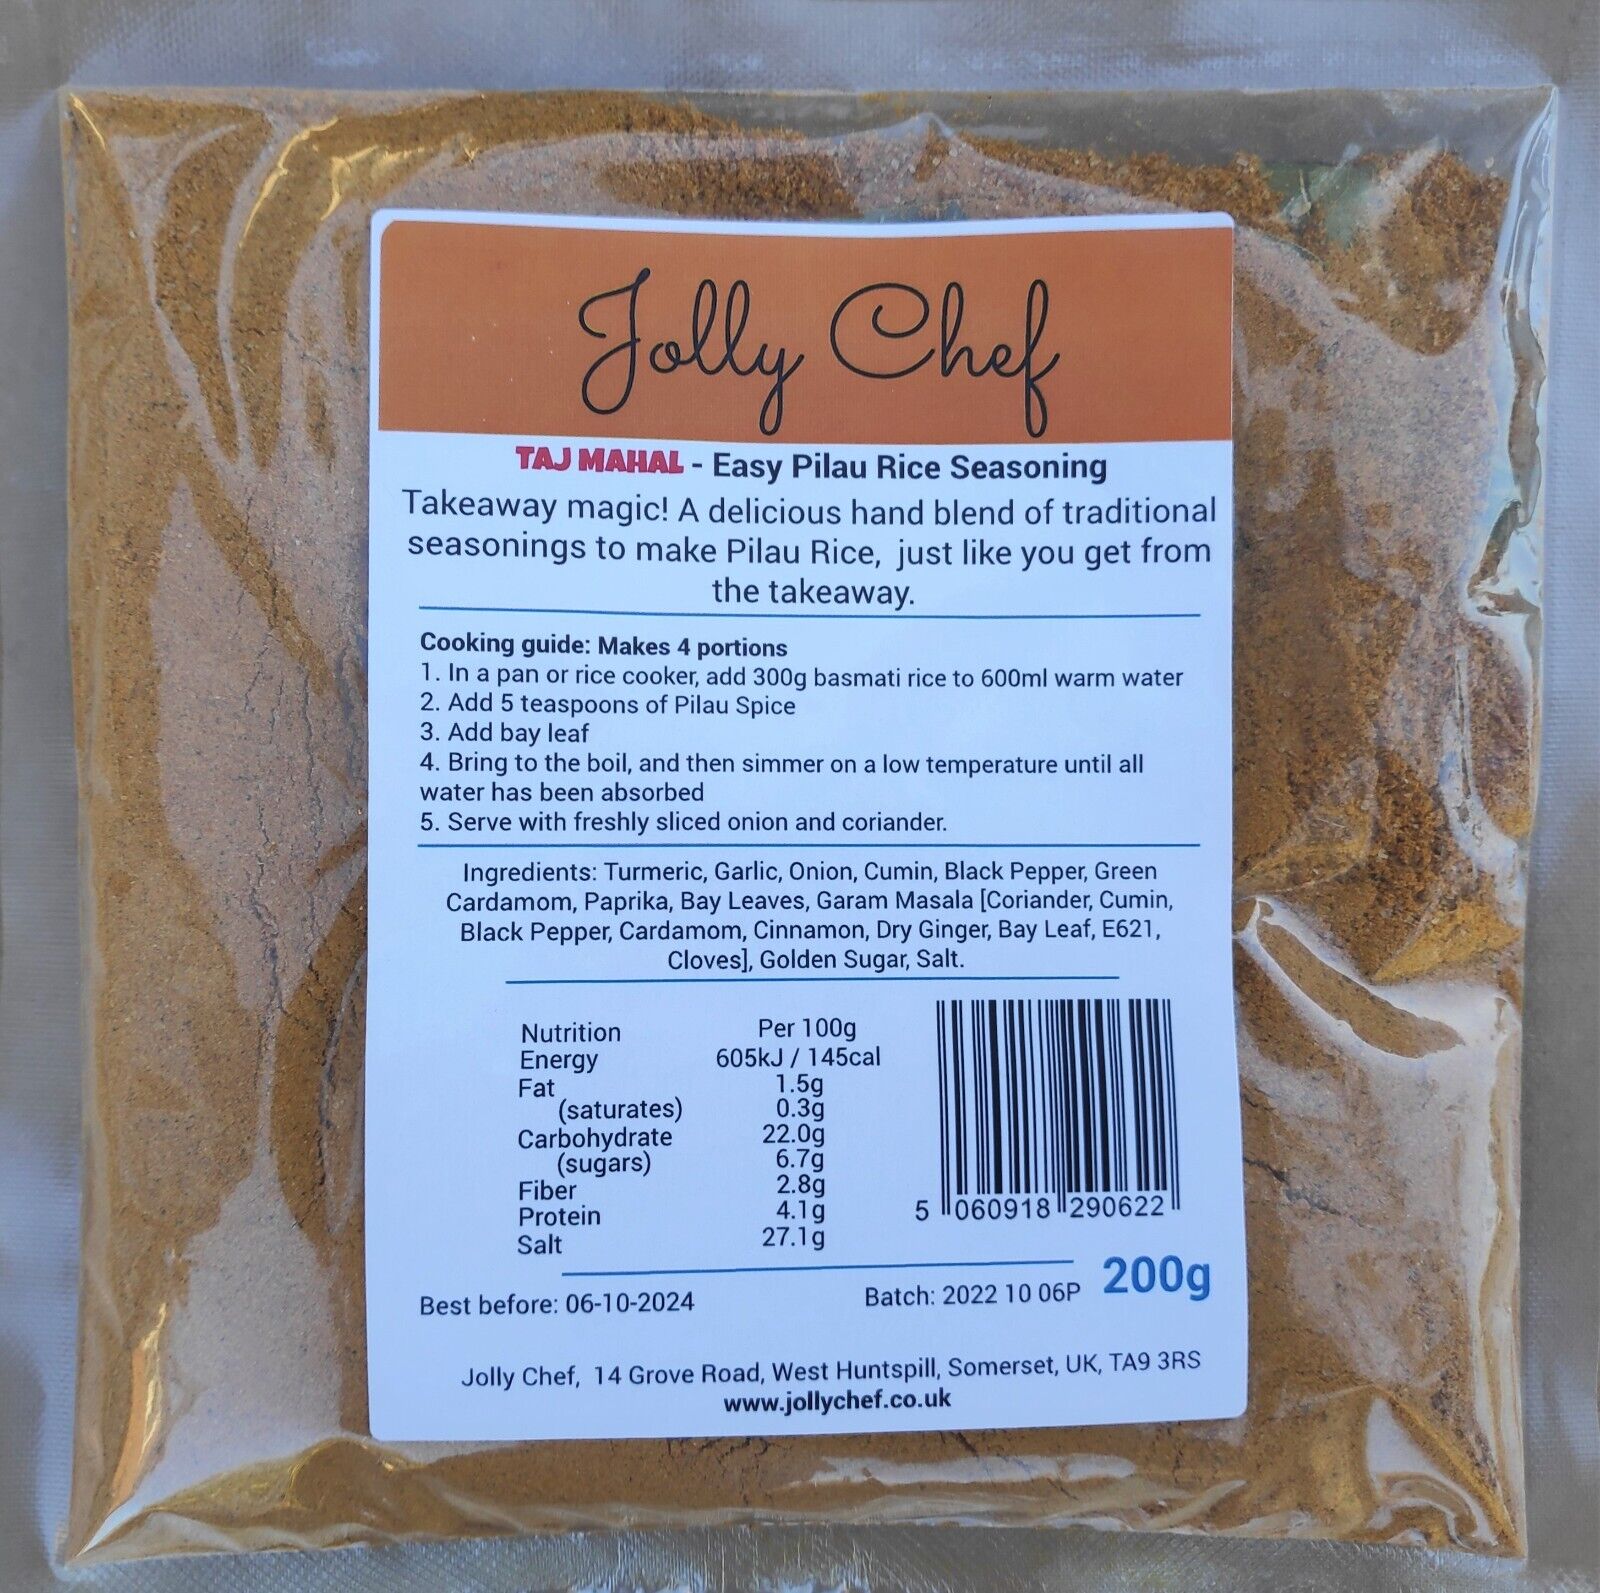 Jolly Chef
TAJ MAHAL - Easy Pilau Rice Seasoning
Takeaway magic! A delicious hand blend of traditional
seasonings to make Pilau Rice, just like you get from
the takeaway.
Cooking guide: Makes 4 portions
1. In a pan or rice cooker, add 300g basmati rice to 600ml warm water
2. Add 5 teaspoons of Pilau Spice
3. Add bay leaf
4. Bring to the boil, and then simmer on a low temperature until all
water has been absorbed
5. Serve with freshly sliced onion and coriander.
Ingredients: Turmeric, Garlic, Onion, Cumin, Black Pepper, Green
Cardamom, Paprika, Bay Leaves, Garam Masala [Coriander, Cumin,
Black Pepper, Cardamom, Cinnamon, Dry Ginger, Bay Leaf, E621,
Cloves], Golden Sugar, Salt.
Nutrition Per 100g
Energy 605kJ / 145cal
Fat 1.5g
(saturates) 0.3g
Carbohydrate 22.0g
(sugars) 6.7g
Fiber 2.8g
Protein 4.1g
Salt 27.1g
5 060918 290622
200g
Best before: 06-10-2024 Batch: 2022 10 06P
Jolly Chef, 14 Grove Road, West Huntspill, Somerset, UK, TA9 3RS
www.jollychef.co.uk